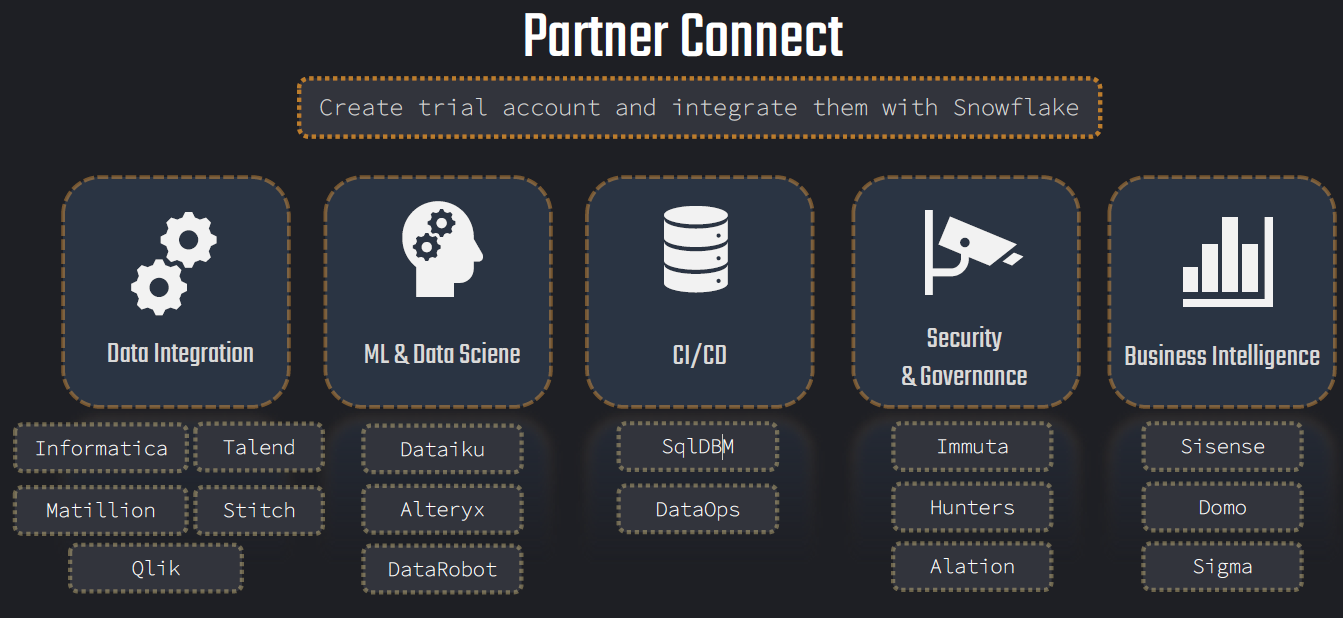 Partner Connect
Create trial account and integrate them with Snowflake
Data Integration
ML & Data Sciene
CI/CD
Security
& Governance
Business Intelligence
Informatica
Talend
Matillion
Stitch
Qlik
Dataiku
Alteryx
DataRobot
SqlDBM
DataOps
Immuta
Hunters
Alation
Sisense
Domo
Sigma